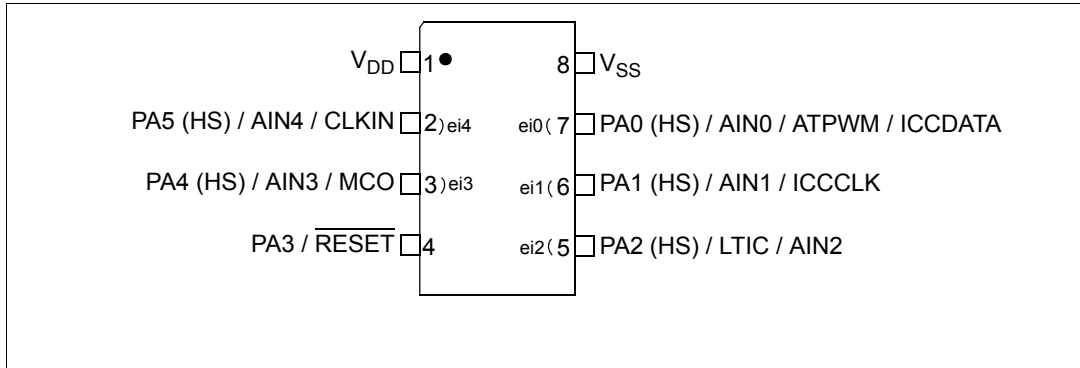 VDD 1 8 VSS
PA5 (HS) / AIN4 / CLKIN 2 ) ei4 ei0 ( 7 PA0 (HS) / AIN0 / ATPWM / ICCDATA
PA4 (HS) / AIN3 / MCO 3 ) ei3 ei1 ( 6 PA1 (HS) / AIN1 / ICCCLK
PA3 / RESET 4 ei2 ( 5 PA2 (HS) / LTIC / AIN2